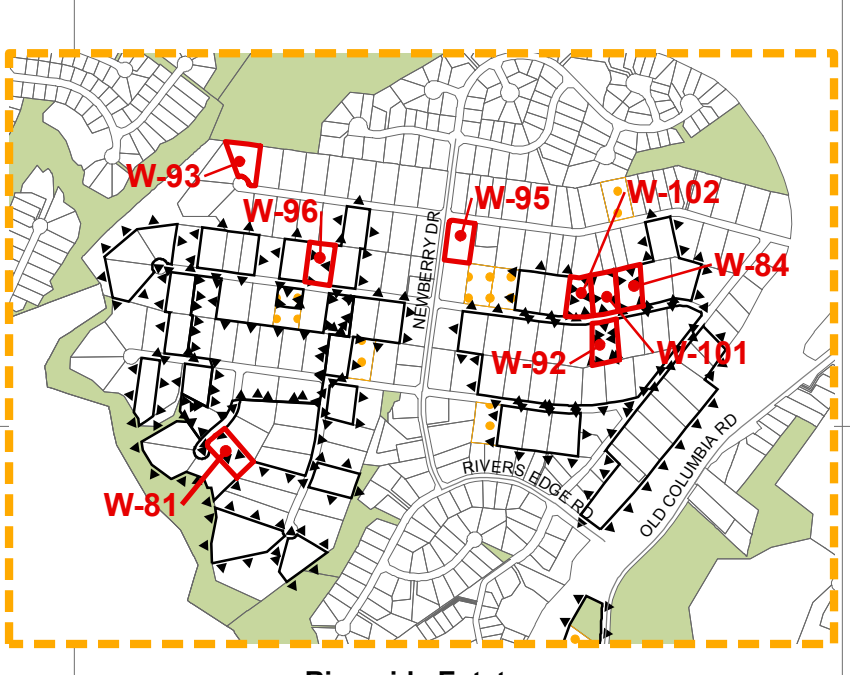 W-93
W-96
W-95
W-102
W-84
NEWBERRY DR
W-92
W-101
W-81
RIVERS EDGE RD
OLD COLUMBIA RD